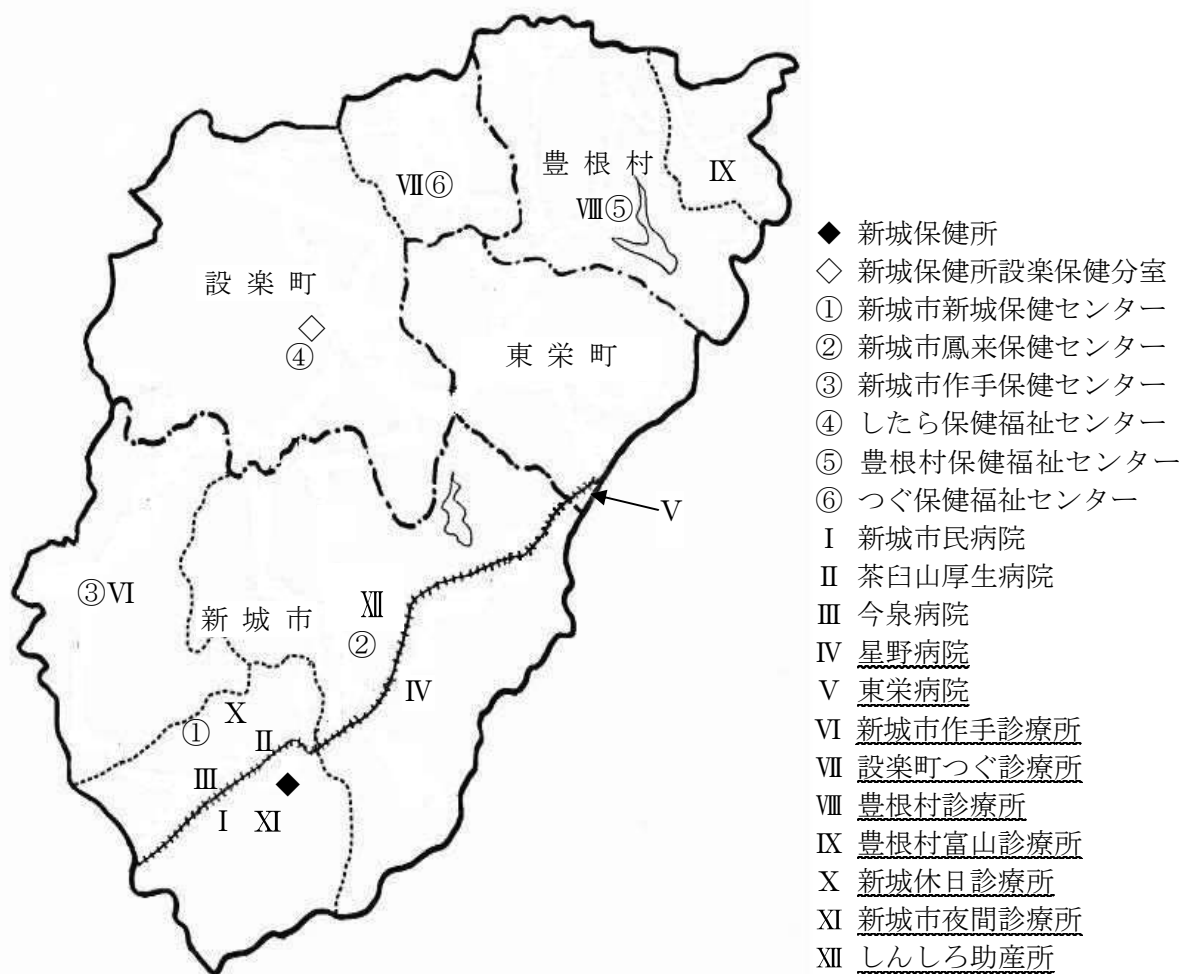 豊根村
Ⅸ
Ⅶ⑥
Ⅷ⑤
設楽町
◇
④
東栄町
Ⅴ
③Ⅵ
Ⅻ
新城市
②
Ⅳ
Ⅹ
①
Ⅱ
Ⅲ
◆
Ⅰ Ⅺ
◆ 新城保健所
◇ 新城保健所設楽保健分室
① 新城市新城保健センター
② 新城市鳳来保健センター
③ 新城市作手保健センター
④ したら保健福祉センター
⑤ 豊根村保健福祉センター
⑥ つぐ保健福祉センター
Ⅰ 新城市民病院
Ⅱ 茶臼山厚生病院
Ⅲ 今泉病院
Ⅳ 星野病院
Ⅴ 東栄病院
Ⅵ 新城市作手診療所
Ⅶ 設楽町つぐ診療所
Ⅷ 豊根村診療所
Ⅸ 豊根村富山診療所
Ⅹ 新城休日診療所
Ⅺ 新城市夜間診療所
Ⅻ しんしろ助産所